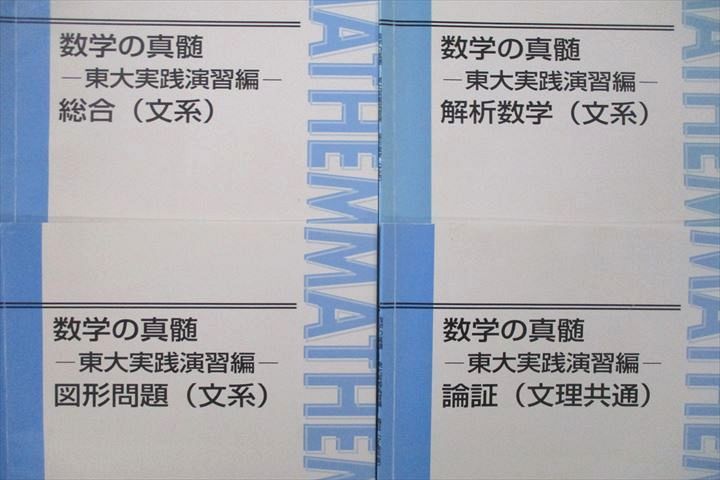 数学の真髄
―東大実践演習編―
総合（文系）
数学の真髄
―東大実践演習編―
解析数学（文系）
数学の真髄
―東大実践演習編―
図形問題（文系）
数学の真髄
―東大実践演習編―
論証（文理共通）